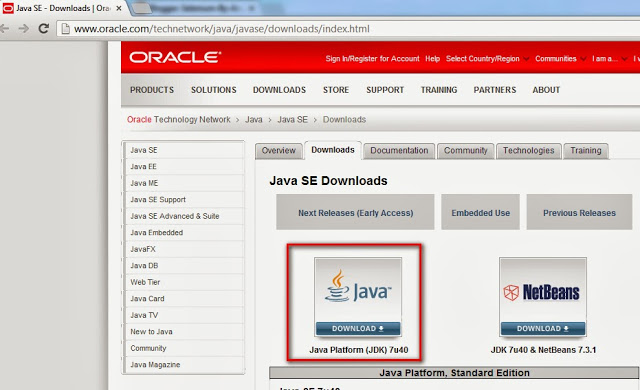 Java SE - Downloads | Ora
www.oracle.com/technetwork/java/javase/downloads/index.html
ORACLE
Sign In/Register for Account Help Select Country/Region Communities I am a... I v
PRODUCTS SOLUTIONS DOWNLOADS STORE SUPPORT TRAINING PARTNERS ABOUT
Oracle Technology Network > Java > Java SE > Downloads
Java SE
Java EE
Java ME
Java SE Support
Java SE Advanced & Suite
Java Embedded
JavaFX
Java DB
Web Tier
Java Card
Java TV
New to Java
Community
Java Magazine
Overview Downloads Documentation Community Technologies Training
Java SE Downloads
Next Releases (Early Access) Embedded Use Previous Releases
Java™
DOWNLOAD
Java Platform (JDK) 7u40
NetBeans
DOWNLOAD
JDK 7u40 & NetBeans 7.3.1
Java Platform, Standard Edition
Java SE 7u40